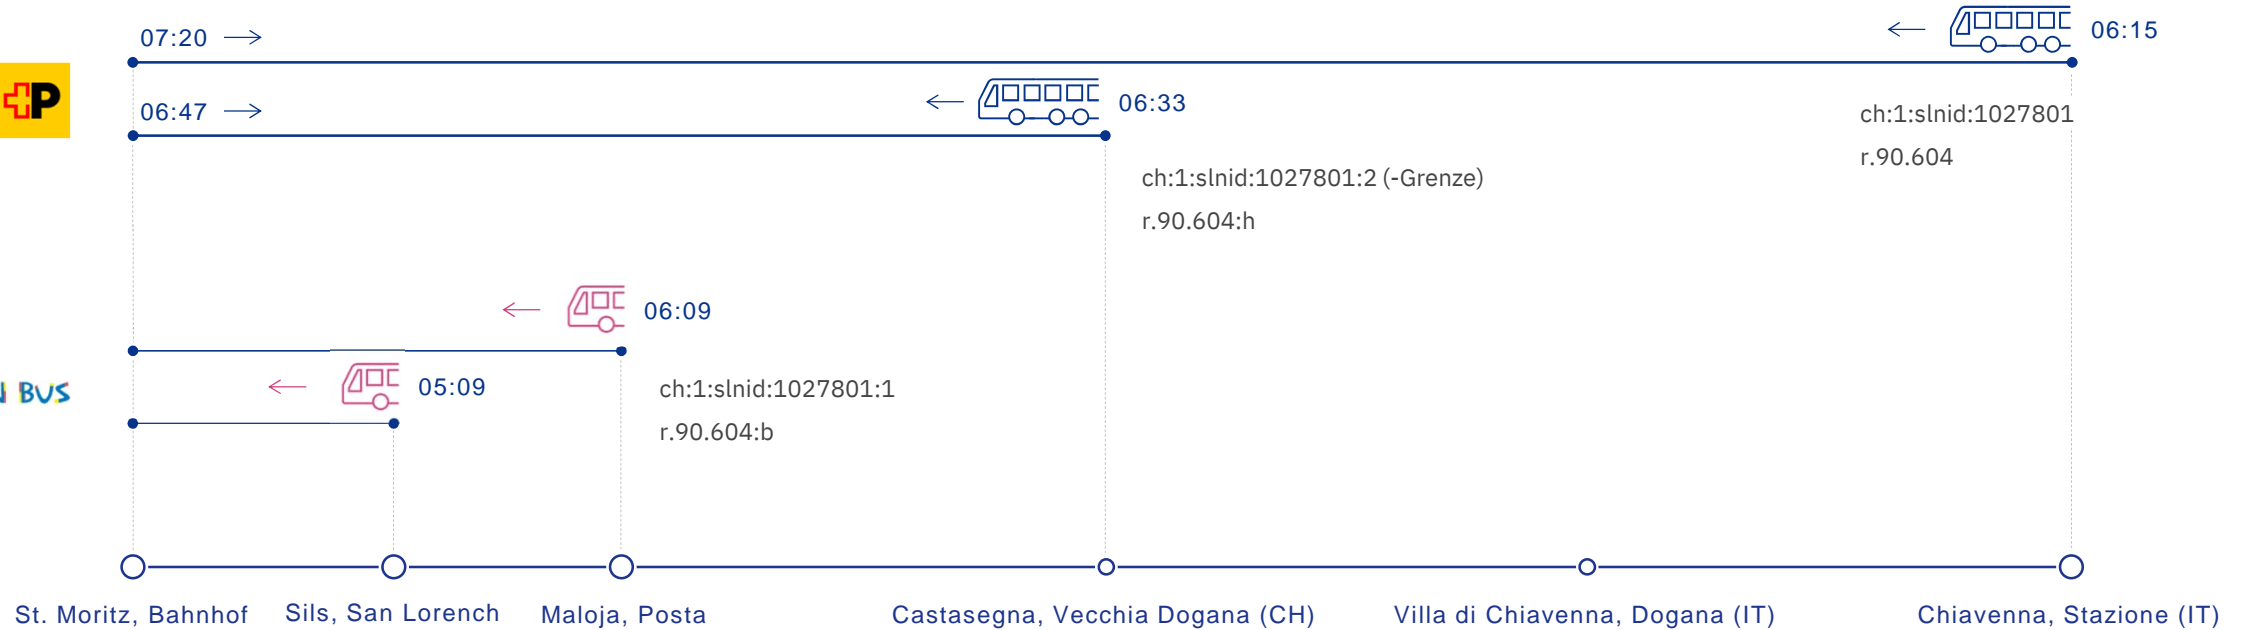 07:20
06:15
P
06:47
06:33
ch:1:slnid:1027801
r.90.604
ch:1:slnid:1027801:2 (-Grenze)
r.90.604:h
06:09
05:09
BUS
ch:1:slnid:1027801:1
r.90.604:b
St. Moritz, Bahnhof
Sils, San Lorench
Maloja, Posta
Castasegna, Vecchia Dogana (CH)
Villa di Chiavenna, Dogana (IT)
Chiavenna, Stazione (IT)